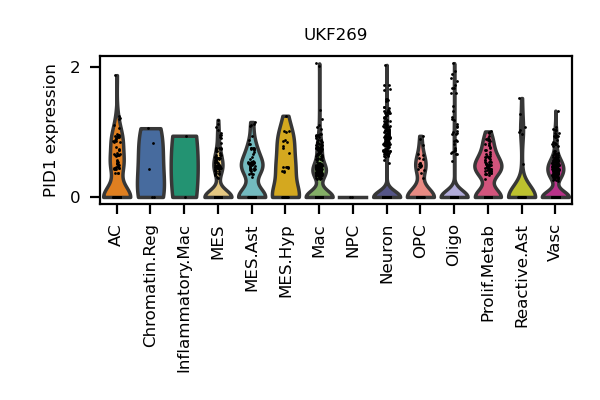 UKF269
PID1 expression
2
0
AC
Chromatin.Reg
Inflammatory.Mac
MES
MES.Ast
MES.Hyp
Mac
NPC
Neuron
OPC
Oligo
Prolif.Metab
Reactive.Ast
Vasc